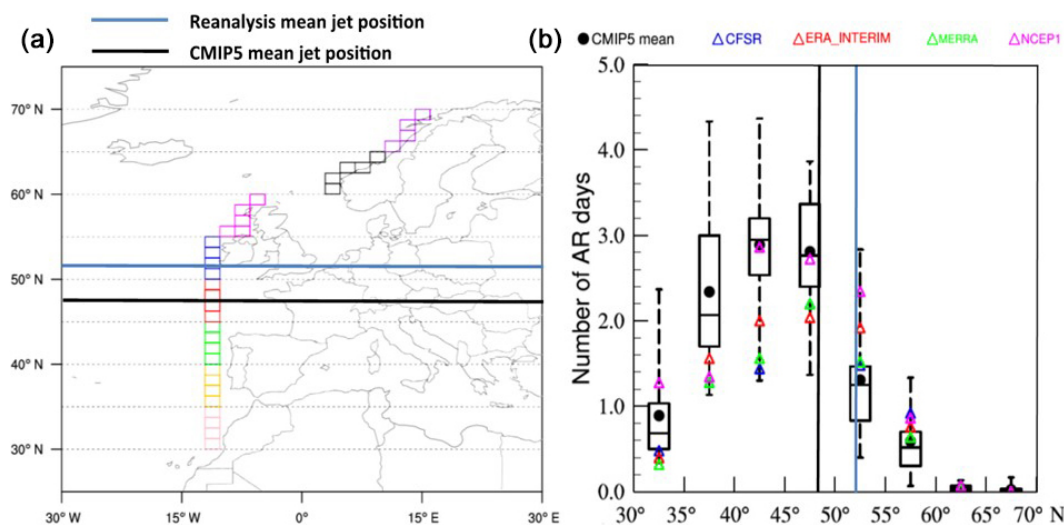 Reanalysis mean jet position
CMIP5 mean jet position
(a)
(b)
CMIP5 mean CFSR ERA_INTERIM MERRA NCEP1
70° N
60° N
50° N
40° N
30° N
30° W 15° W 0° 15° E 30° E
Number of AR days
5.0
4.0
3.0
2.0
1.0
0.0
30° 35° 40° 45° 50° 55° 60° 65° 70° N